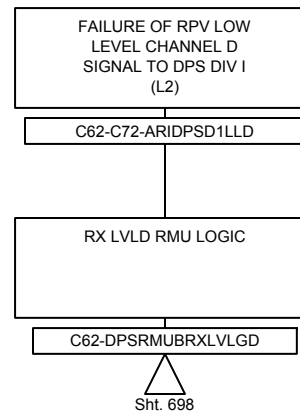 FAILURE OF RPV LOW
LEVEL CHANNEL D
SIGNAL TO DPS DIV I
(L2)
C62-C72-ARIDPSD1LLD
RX LVLD RMU LOGIC
C62-DPSRMUBRXLVLGD
Sht. 698